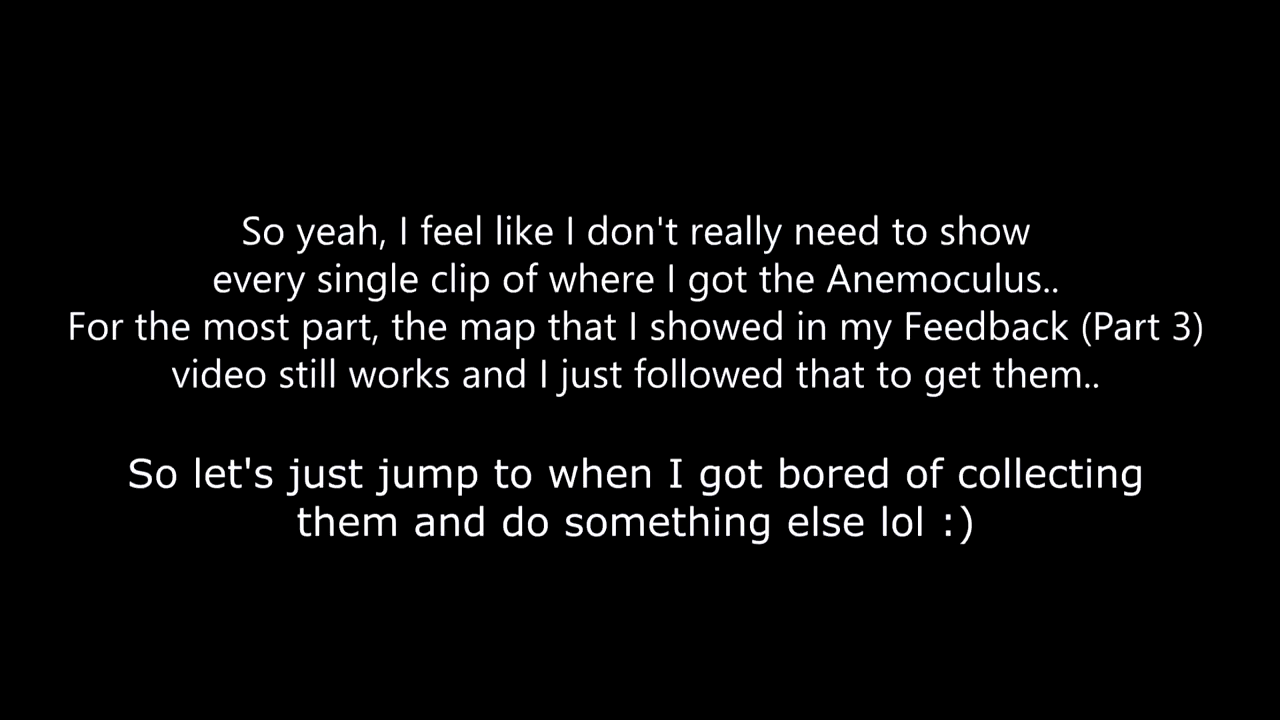 So yeah, I feel like I don't really need to show
every single clip of where I got the Anemoculus..
For the most part, the map that I showed in my Feedback (Part 3)
video still works and I just followed that to get them..
So let's just jump to when I got bored of collecting
them and do something else lol :)